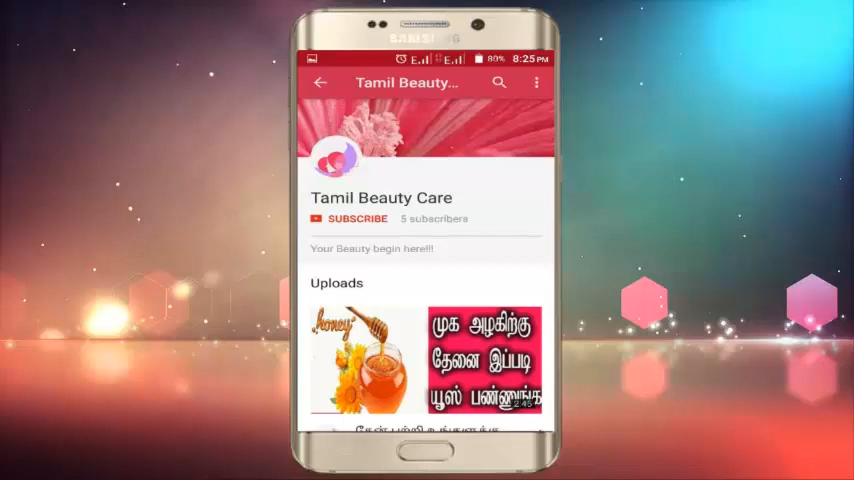 SAMSUNG
80% 8:25 PM
Tamil Beauty...
Tamil Beauty Care
SUBSCRIBE 5 subscribers
Your Beauty begin here!!!
Uploads
honey
முக அழகிற்கு
தேனை இப்படி
யூஸ் பண்ணுங்க
2:45